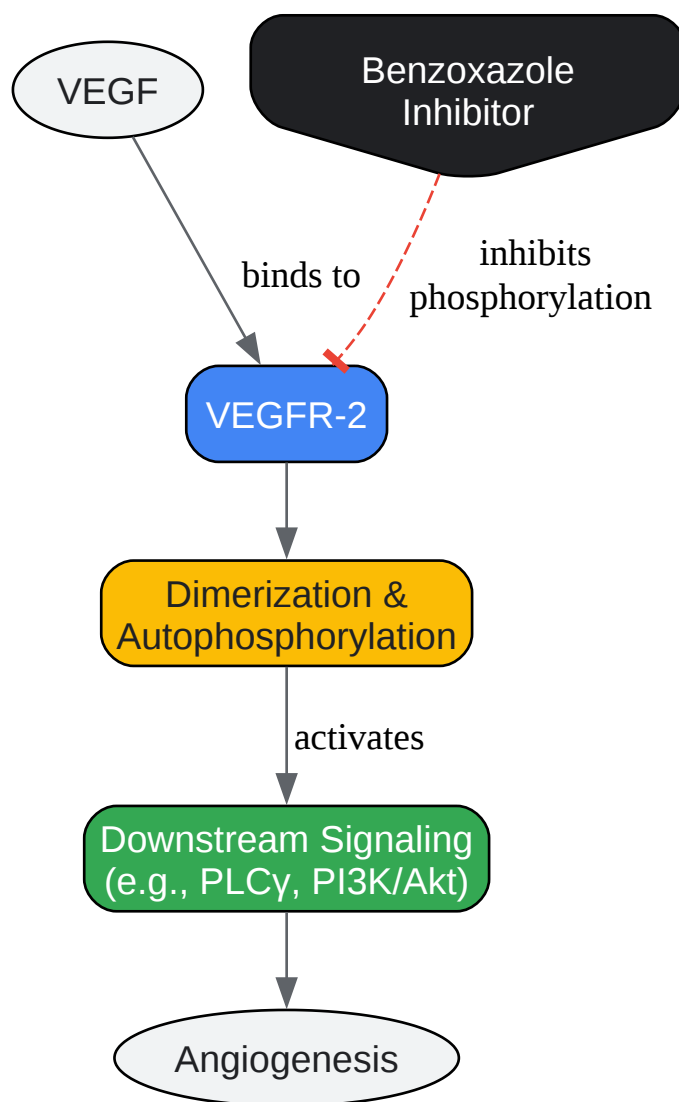 VEGF
Benzoxazole
Inhibitor
binds to
inhibits
phosphorylation
VEGFR-2
Dimerization &
Autophosphorylation
activates
Downstream Signaling
(e.g., PLCγ, PI3K/Akt)
Angiogenesis